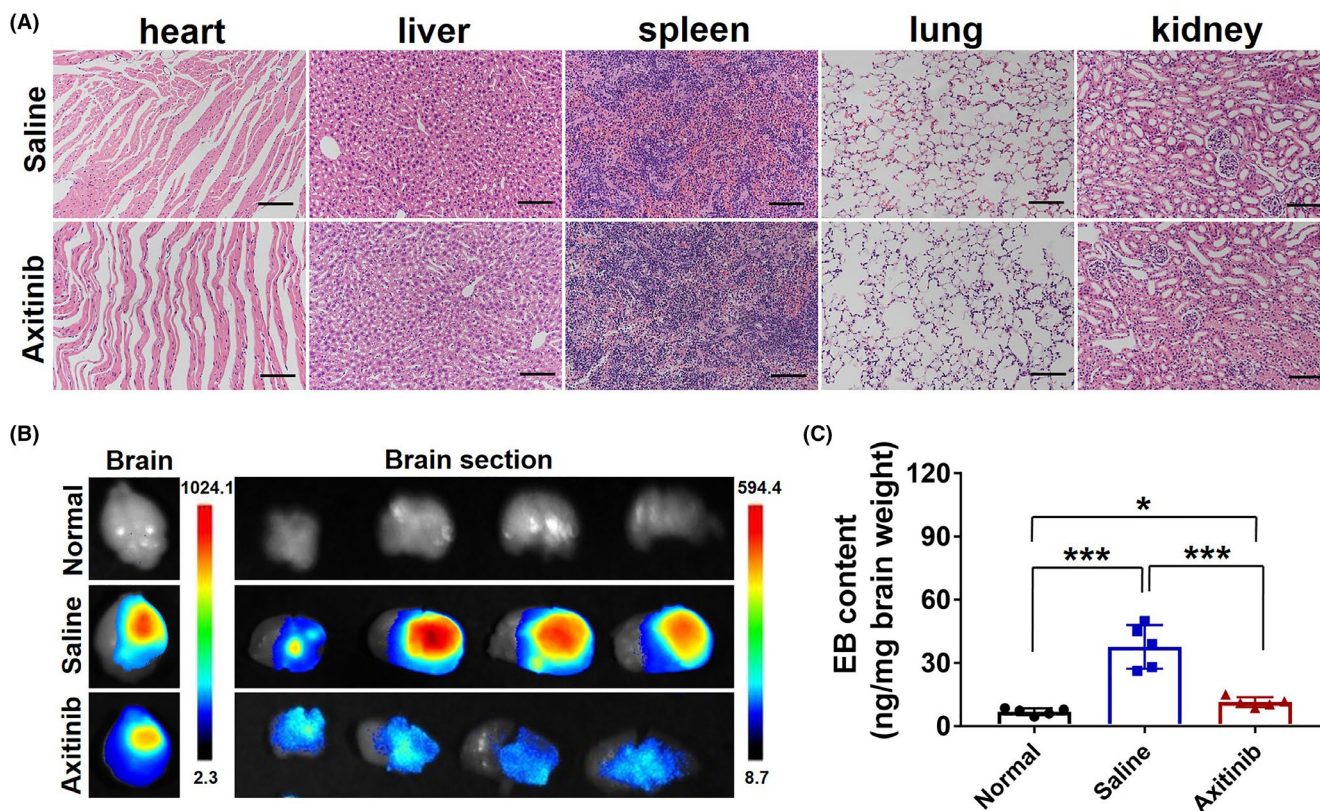 (A)
heart liver spleen lung kidney
Saline
Axitinib
(B)
Brain Brain section
Normal
Saline
Axitinib
1024.1
2.3
594.4
8.7
(C)
EB content
(ng/mg brain weight)
120
90
60
30
0
*
*** ***
Normal Saline Axitinib